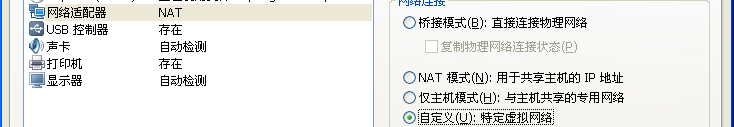 网络连接
网络适配器 NAT
USB 控制器 存在
声卡 自动检测
打印机 存在
显示器 自动检测
桥接模式(B): 直接连接物理网络
复制物理网络连接状态(P)
NAT 模式(N): 用于共享主机的 IP 地址
仅主机模式(H): 与主机共享的专用网络
自定义(U): 特定虚拟网络